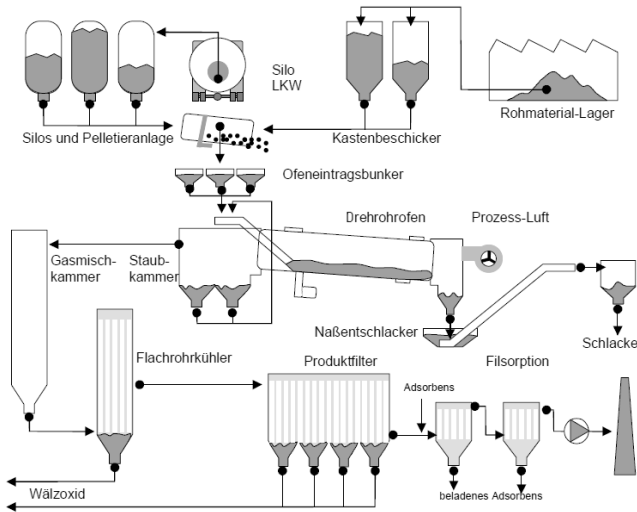 Silo
LKW
Silos und Pelletieranlage
Kastenbeschicker
Rohmaterial-Lager
Ofeneintragsbunker
Drehrohrofen
Prozess-Luft
Gasmisch-
kammer
Staub-
kammer
Naßentschlacker
Schlacke
Flachrohrkühler
Produktfilter
Filsorption
Adsorbens
Wälzoxid
beladenes Adsorbens